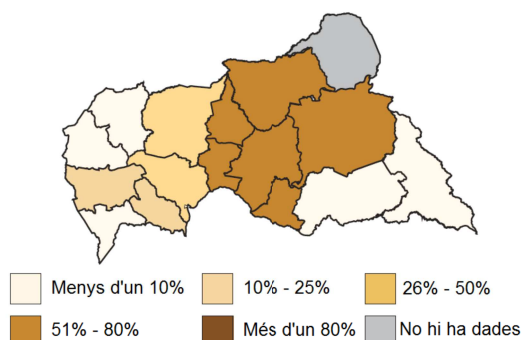 Menys d'un 10% 10% - 25% 26% - 50%
51% - 80% Més d'un 80% No hi ha dades